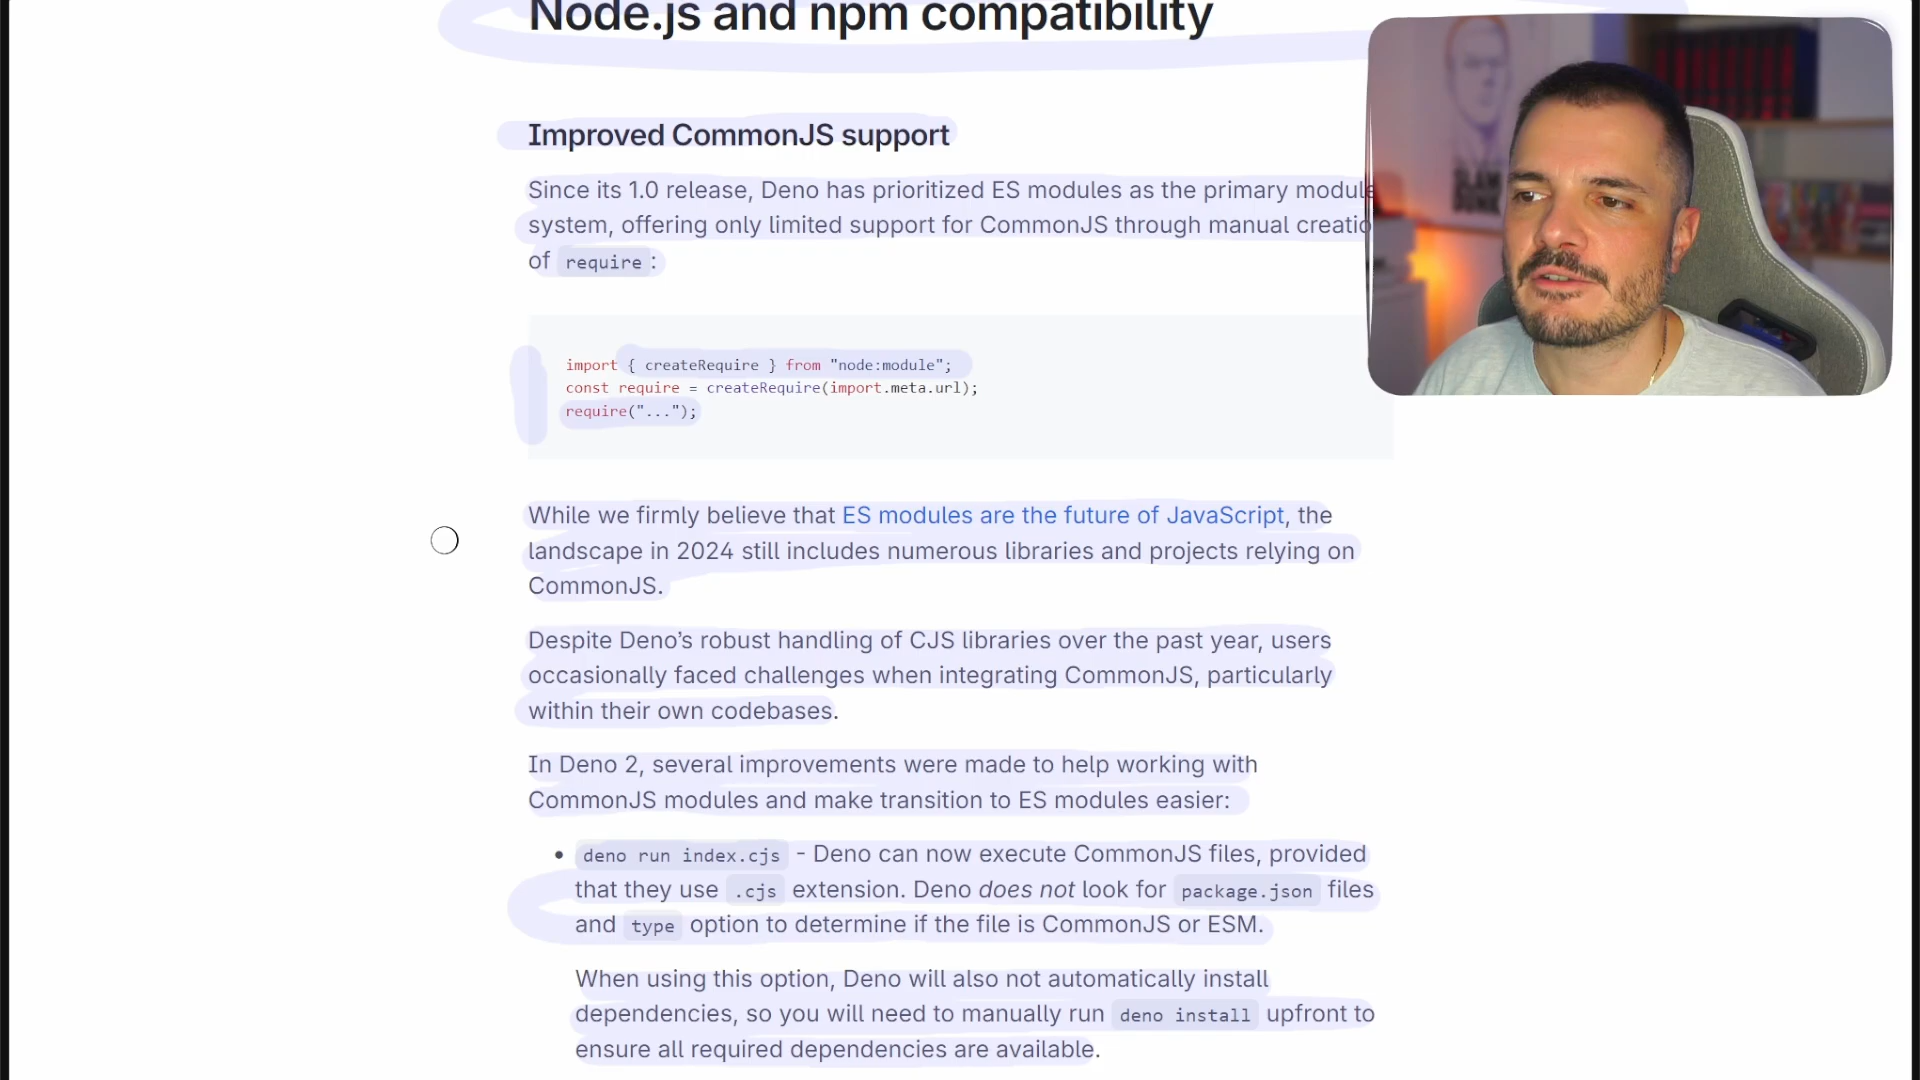 Node.js and npm compatibility
Improved CommonJS support
Since its 1.0 release, Deno has prioritized ES modules as the primary module
system, offering only limited support for CommonJS through manual creatio
of require:
import { createRequire } from "node:module";
const require = createRequire(import.meta.url);
require("...");
While we firmly believe that ES modules are the future of JavaScript, the
landscape in 2024 still includes numerous libraries and projects relying on
CommonJS.
Despite Deno’s robust handling of CJS libraries over the past year, users
occasionally faced challenges when integrating CommonJS, particularly
within their own codebases.
In Deno 2, several improvements were made to help working with
CommonJS modules and make transition to ES modules easier:
• deno run index.cjs - Deno can now execute CommonJS files, provided
that they use .cjs extension. Deno does not look for package.json files
and type option to determine if the file is CommonJS or ESM.
When using this option, Deno will also not automatically install
dependencies, so you will need to manually run deno install upfront to
ensure all required dependencies are available.
SLAM
DUNK